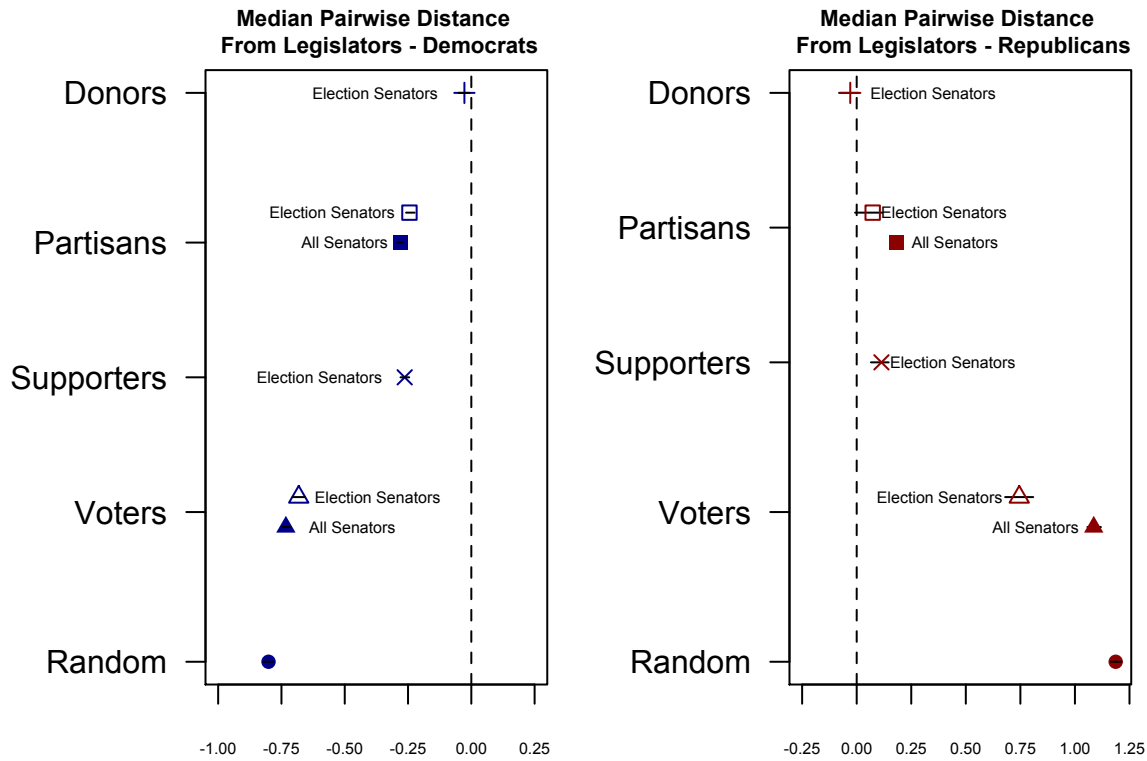 Median Pairwise Distance
From Legislators - Democrats
Donors
Election Senators
Partisans
Election Senators
All Senators
Supporters
Election Senators
Voters
Election Senators
All Senators
Random
-1.00 -0.75 -0.50 -0.25 0.00 0.25
Median Pairwise Distance
From Legislators - Republicans
Donors
Election Senators
Partisans
Election Senators
All Senators
Supporters
Election Senators
Voters
Election Senators
All Senators
Random
-0.25 0.00 0.25 0.50 0.75 1.00 1.25